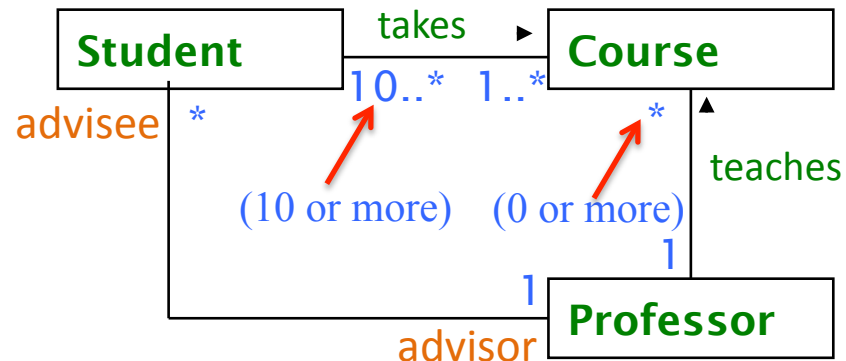 takes
Student
Course
10..*
1..*
advisee
*
*
teaches
(10 or more)
(0 or more)
1
1
Professor
advisor